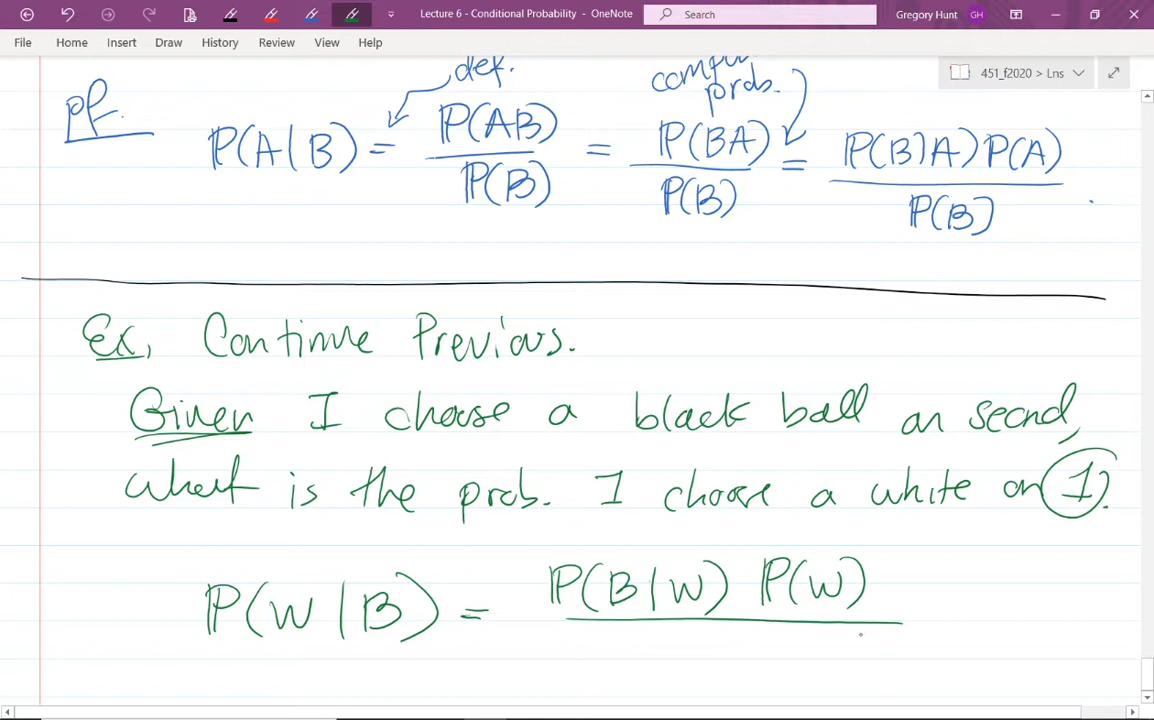 Lecture 6 - Conditional Probability - OneNote
Search
Gregory Hunt GH
File Home Insert Draw History Review View Help
451_f2020 > Lns
def.
prods.
pf.
P(A|B) = P(AB) / P(B) = P(BA) / P(B) = P(B|A)P(A) / P(B) .
Ex, Continue Previous.
Given I choose a black ball on second,
what is the prob. I choose a white on 1.
P(W|B) = P(B|W) P(W)